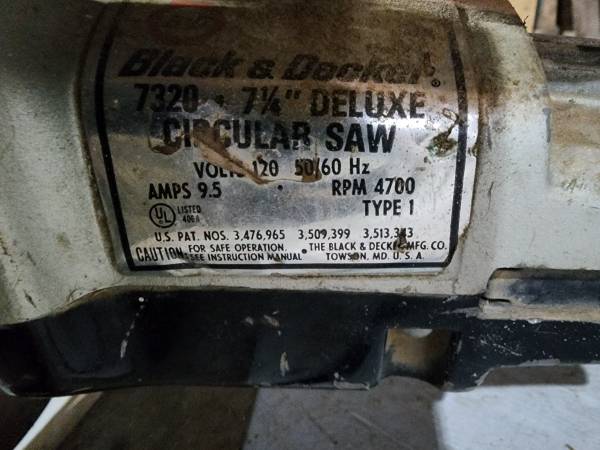 Black & Decker®
7320 • 7¼" DELUXE
CIRCULAR SAW
VOLTS 120 50/60 Hz
AMPS 9.5 • RPM 4700
UL LISTED 406A TYPE 1
U.S. PAT. NOS. 3,476,965 3,509,399 3,513,343
CAUTION: FOR SAFE OPERATION, • THE BLACK & DECKER MFG. CO.
SEE INSTRUCTION MANUAL TOWSON, MD. U. S. A.